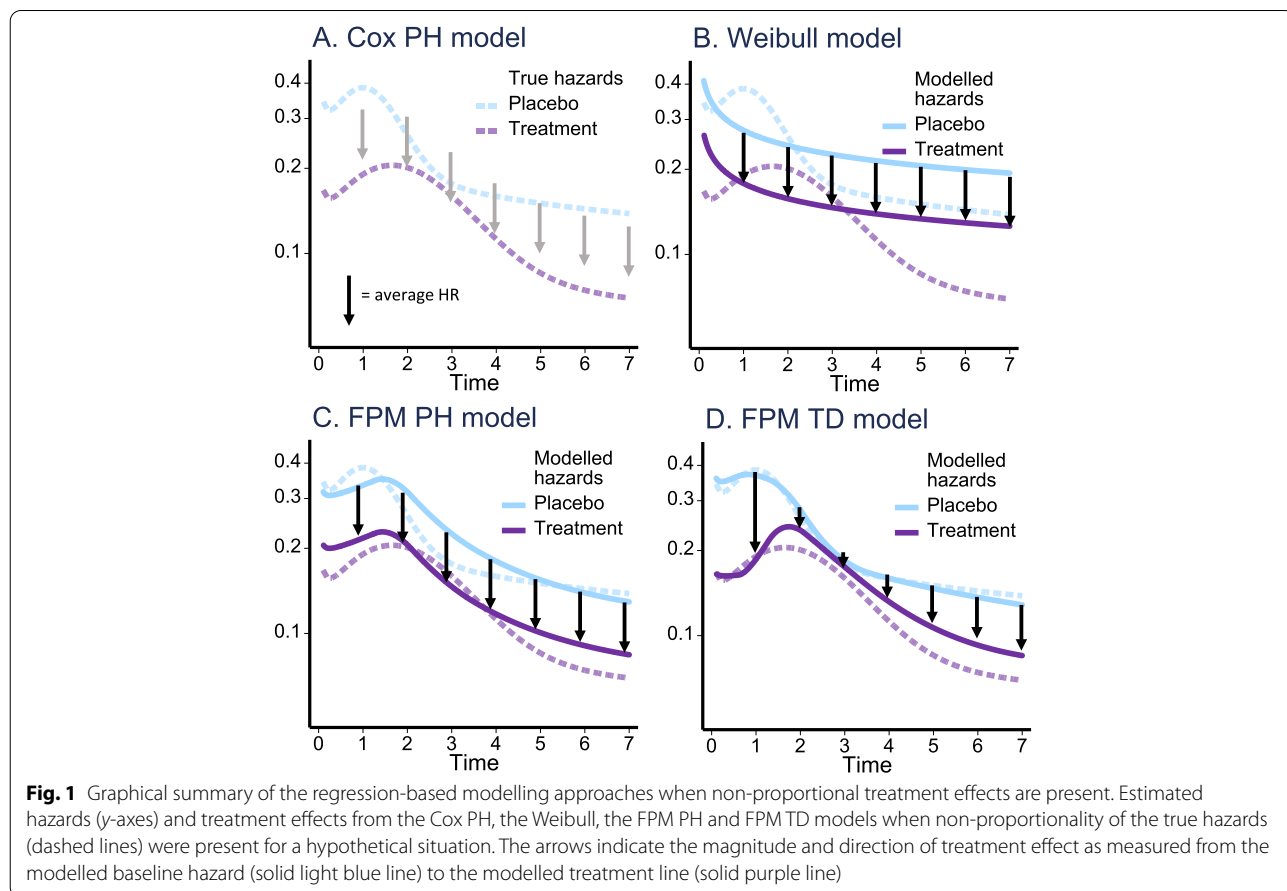 A. Cox PH model
0.4
0.3
0.2
0.1
True hazards
Placebo
Treatment
= average HR
0 1 2 3 4 5 6 7
Time
B. Weibull model
0.4
0.3
0.2
0.1
Modelled
hazards
Placebo
Treatment
0 1 2 3 4 5 6 7
Time
C. FPM PH model
0.4
0.3
0.2
0.1
Modelled
hazards
Placebo
Treatment
0 1 2 3 4 5 6 7
Time
D. FPM TD model
0.4
0.3
0.2
0.1
Modelled
hazards
Placebo
Treatment
0 1 2 3 4 5 6 7
Time
Fig. 1 Graphical summary of the regression-based modelling approaches when non-proportional treatment effects are present. Estimated
hazards (y-axes) and treatment effects from the Cox PH, the Weibull, the FPM PH and FPM TD models when non-proportionality of the true hazards
(dashed lines) were present for a hypothetical situation. The arrows indicate the magnitude and direction of treatment effect as measured from the
modelled baseline hazard (solid light blue line) to the modelled treatment line (solid purple line)